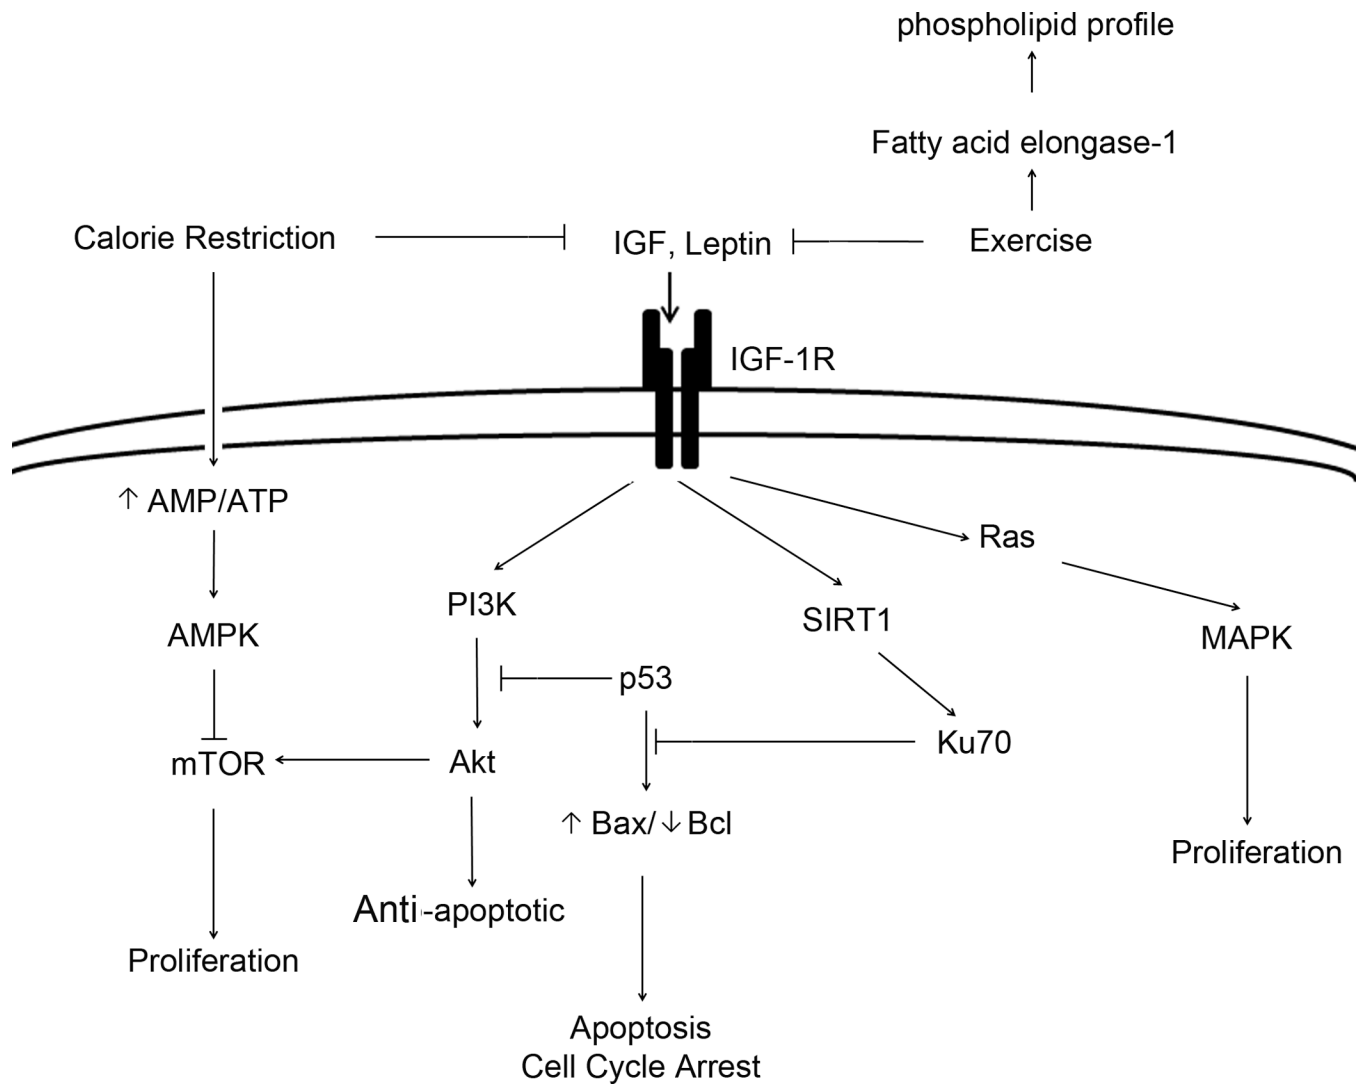 phospholipid profile
Fatty acid elongase-1
Calorie Restriction
IGF, Leptin
Exercise
IGF-1R
↑ AMP/ATP
Ras
PI3K
SIRT1
AMPK
MAPK
p53
Ku70
mTOR
Akt
↑ Bax/↓ Bcl
Proliferation
Anti-apoptotic
Proliferation
Apoptosis
Cell Cycle Arrest